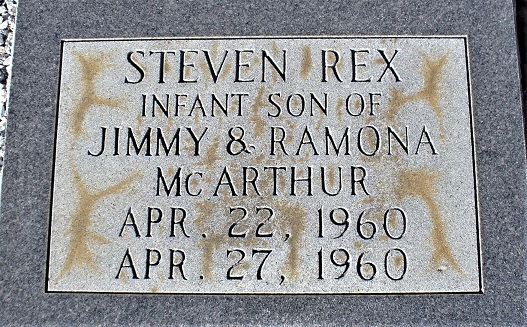 STEVEN REX
INFANT SON OF
JIMMY & RAMONA
MCARTHUR
APR. 22, 1960
APR. 27, 1960